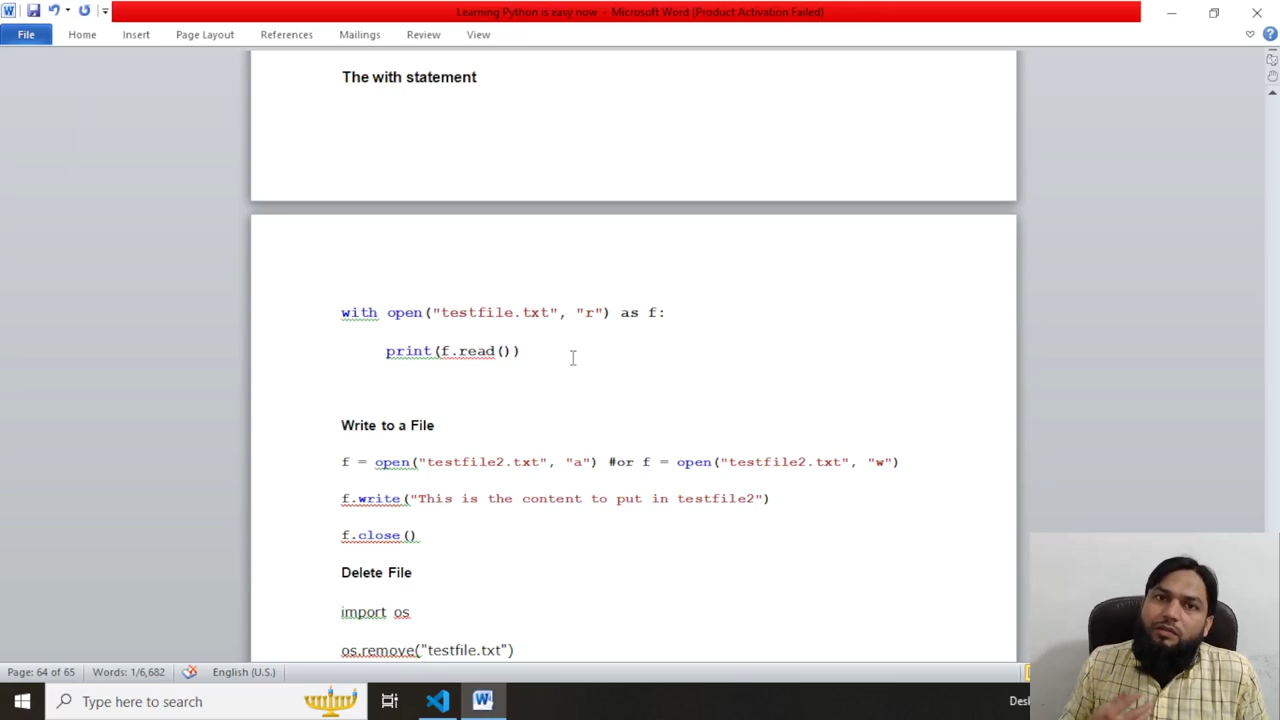 Learning Python is easy now - Microsoft Word (Product Activation Failed)
File Home Insert Page Layout References Mailings Review View
The with statement
with open("testfile.txt", "r") as f:
print(f.read())
Write to a File
f = open("testfile2.txt", "a") #or f = open("testfile2.txt", "w")
f.write("This is the content to put in testfile2")
f.close()
Delete File
import os
os.remove("testfile.txt")
Page: 64 of 65 Words: 1/6,682 English (U.S.)
Type here to search